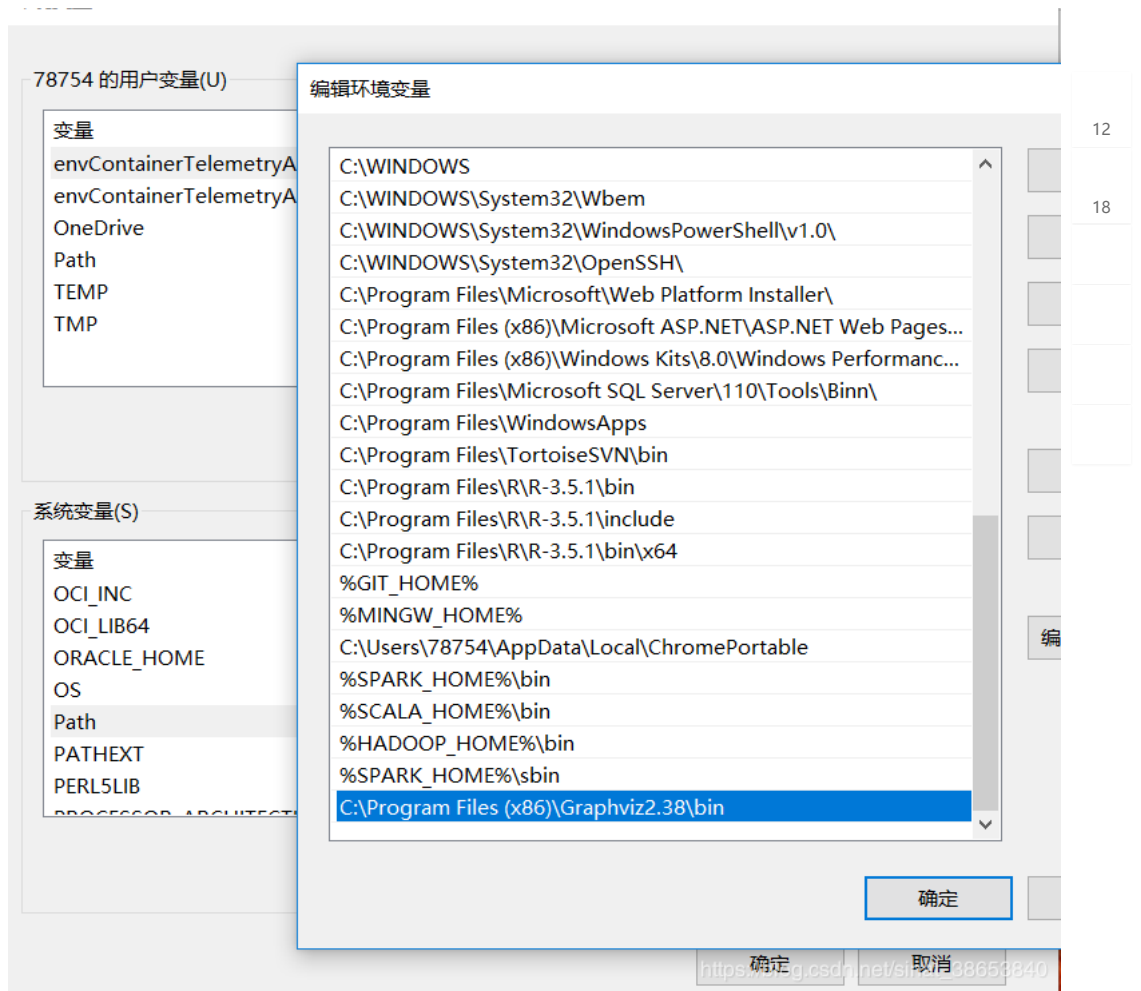 78754 的用户变量(U)
变量
envContainerTelemetryA
envContainerTelemetryA
OneDrive
Path
TEMP
TMP
系统变量(S)
变量
OCI_INC
OCI_LIB64
ORACLE_HOME
OS
Path
PATHEXT
PERL5LIB
PROCESSOR_ARCHITECT
编辑环境变量
C:\WINDOWS
C:\WINDOWS\System32\Wbem
C:\WINDOWS\System32\WindowsPowerShell\v1.0\
C:\WINDOWS\System32\OpenSSH\
C:\Program Files\Microsoft\Web Platform Installer\
C:\Program Files (x86)\Microsoft ASP.NET\ASP.NET Web Pages...
C:\Program Files (x86)\Windows Kits\8.0\Windows Performanc...
C:\Program Files\Microsoft SQL Server\110\Tools\Binn\
C:\Program Files\WindowsApps
C:\Program Files\TortoiseSVN\bin
C:\Program Files\R\R-3.5.1\bin
C:\Program Files\R\R-3.5.1\include
C:\Program Files\R\R-3.5.1\bin\x64
%GIT_HOME%
%MINGW_HOME%
C:\Users\78754\AppData\Local\ChromePortable
%SPARK_HOME%\bin
%SCALA_HOME%\bin
%HADOOP_HOME%\bin
%SPARK_HOME%\sbin
C:\Program Files (x86)\Graphviz2.38\bin
编
确定
确定
取消
https://blog.csdn.net/sinat_38653840
12
18